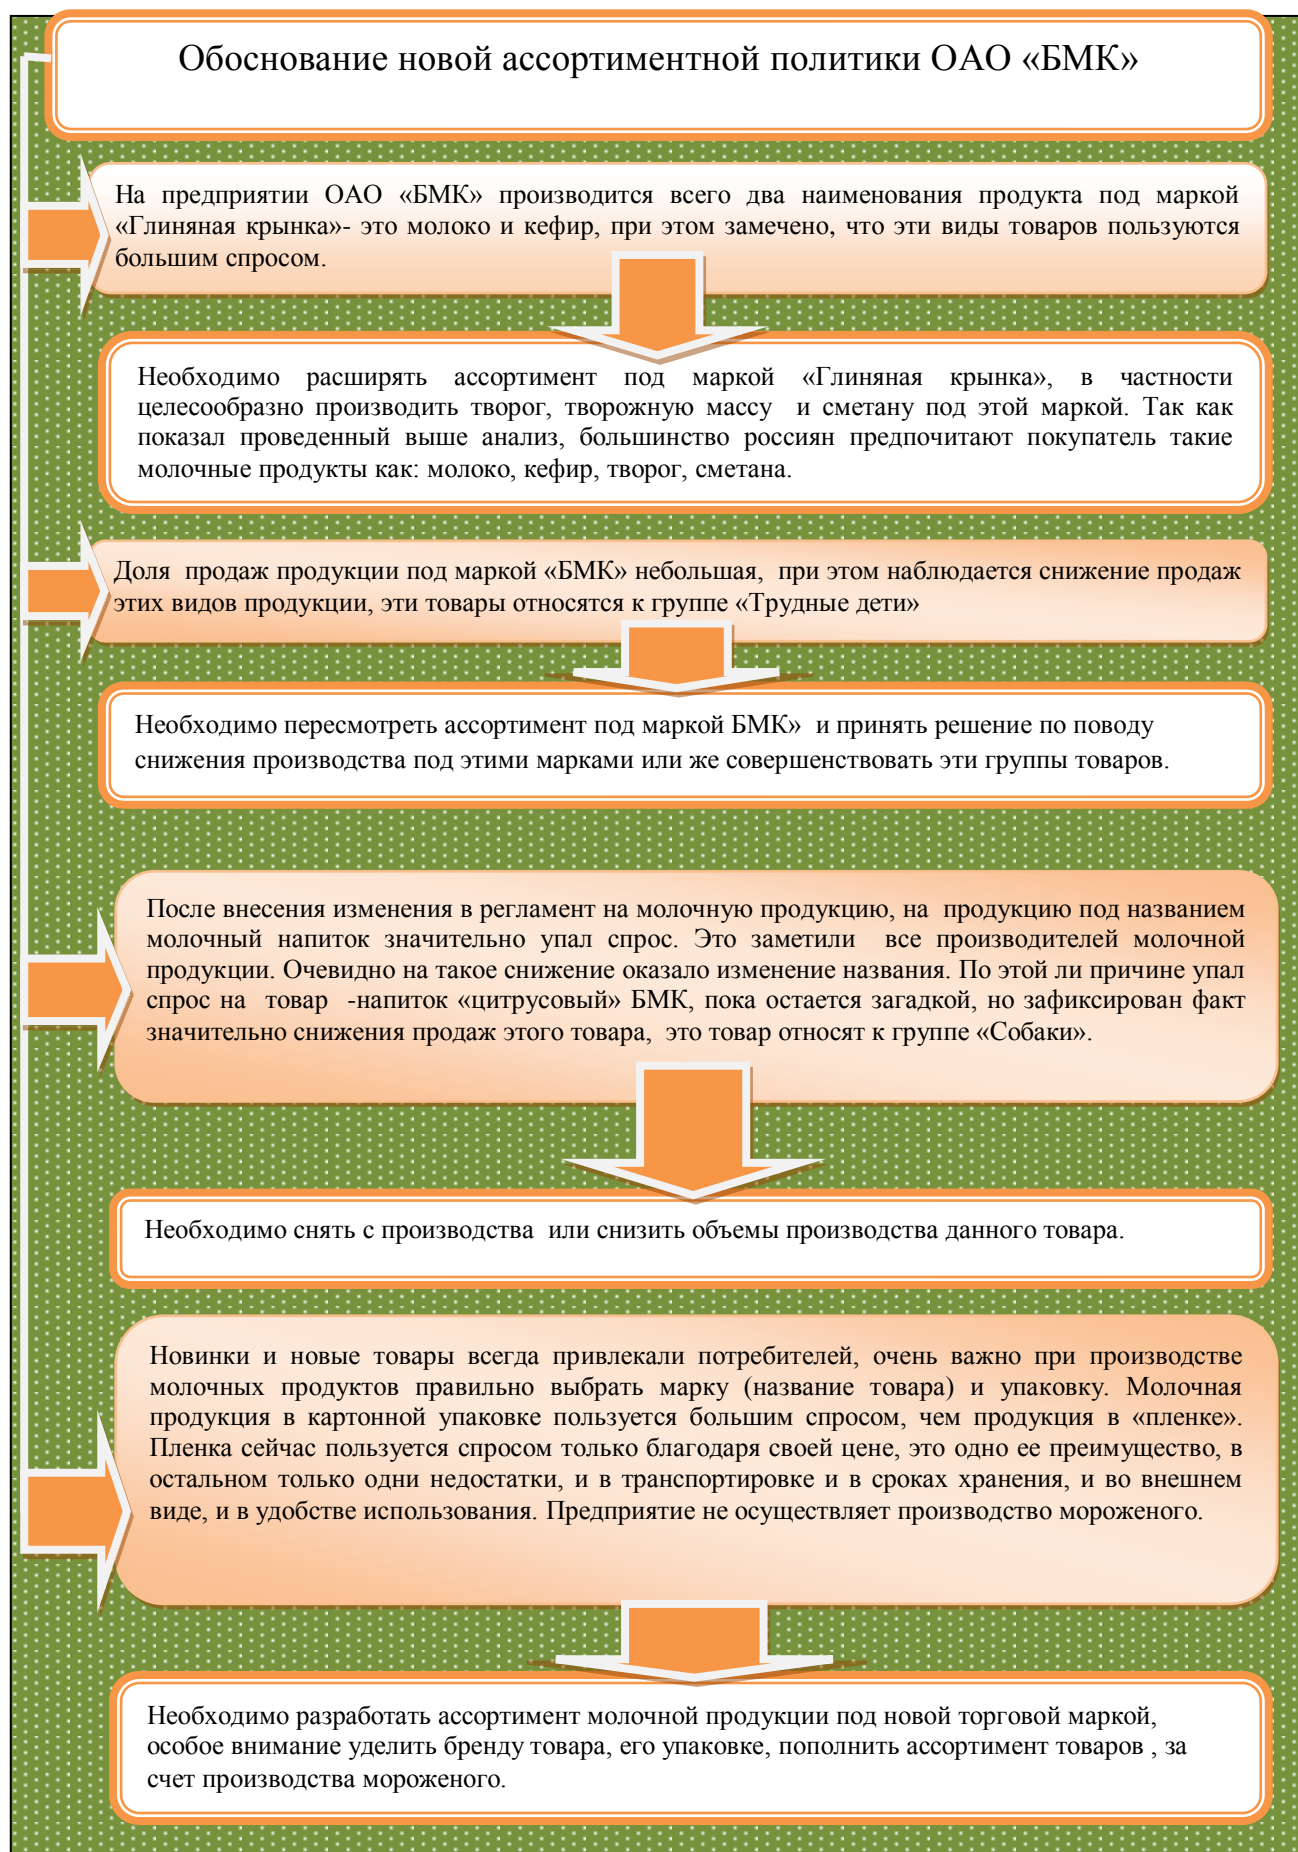 Обоснование новой ассортиментной политики ОАО «БМК»
На предприятии ОАО «БМК» производится всего два наименования продукта под маркой
«Глиняная крынка»- это молоко и кефир, при этом замечено, что эти виды товаров пользуются
большим спросом.
Необходимо расширять ассортимент под маркой «Глиняная крынка», в частности
целесообразно производить творог, творожную массу и сметану под этой маркой. Так как
показал проведенный выше анализ, большинство россиян предпочитают покупатель такие
молочные продукты как: молоко, кефир, творог, сметана.
Доля продаж продукции под маркой «БМК» небольшая, при этом наблюдается снижение продаж
этих видов продукции, эти товары относятся к группе «Трудные дети»
Необходимо пересмотреть ассортимент под маркой БМК» и принять решение по поводу
снижения производства под этими марками или же совершенствовать эти группы товаров.
После внесения изменения в регламент на молочную продукцию, на продукцию под названием
молочный напиток значительно упал спрос. Это заметили все производителей молочной
продукции. Очевидно на такое снижение оказало изменение названия. По этой ли причине упал
спрос на товар -напиток «цитрусовый» БМК, пока остается загадкой, но зафиксирован факт
значительно снижения продаж этого товара, это товар относят к группе «Собаки».
Необходимо снять с производства или снизить объемы производства данного товара.
Новинки и новые товары всегда привлекали потребителей, очень важно при производстве
молочных продуктов правильно выбрать марку (название товара) и упаковку. Молочная
продукция в картонной упаковке пользуется большим спросом, чем продукция в «пленке».
Пленка сейчас пользуется спросом только благодаря своей цене, это одно ее преимущество, в
остальном только одни недостатки, и в транспортировке и в сроках хранения, и во внешнем
виде, и в удобстве использования. Предприятие не осуществляет производство мороженого.
Необходимо разработать ассортимент молочной продукции под новой торговой маркой,
особое внимание уделить бренду товара, его упаковке, пополнить ассортимент товаров , за
счет производства мороженого.